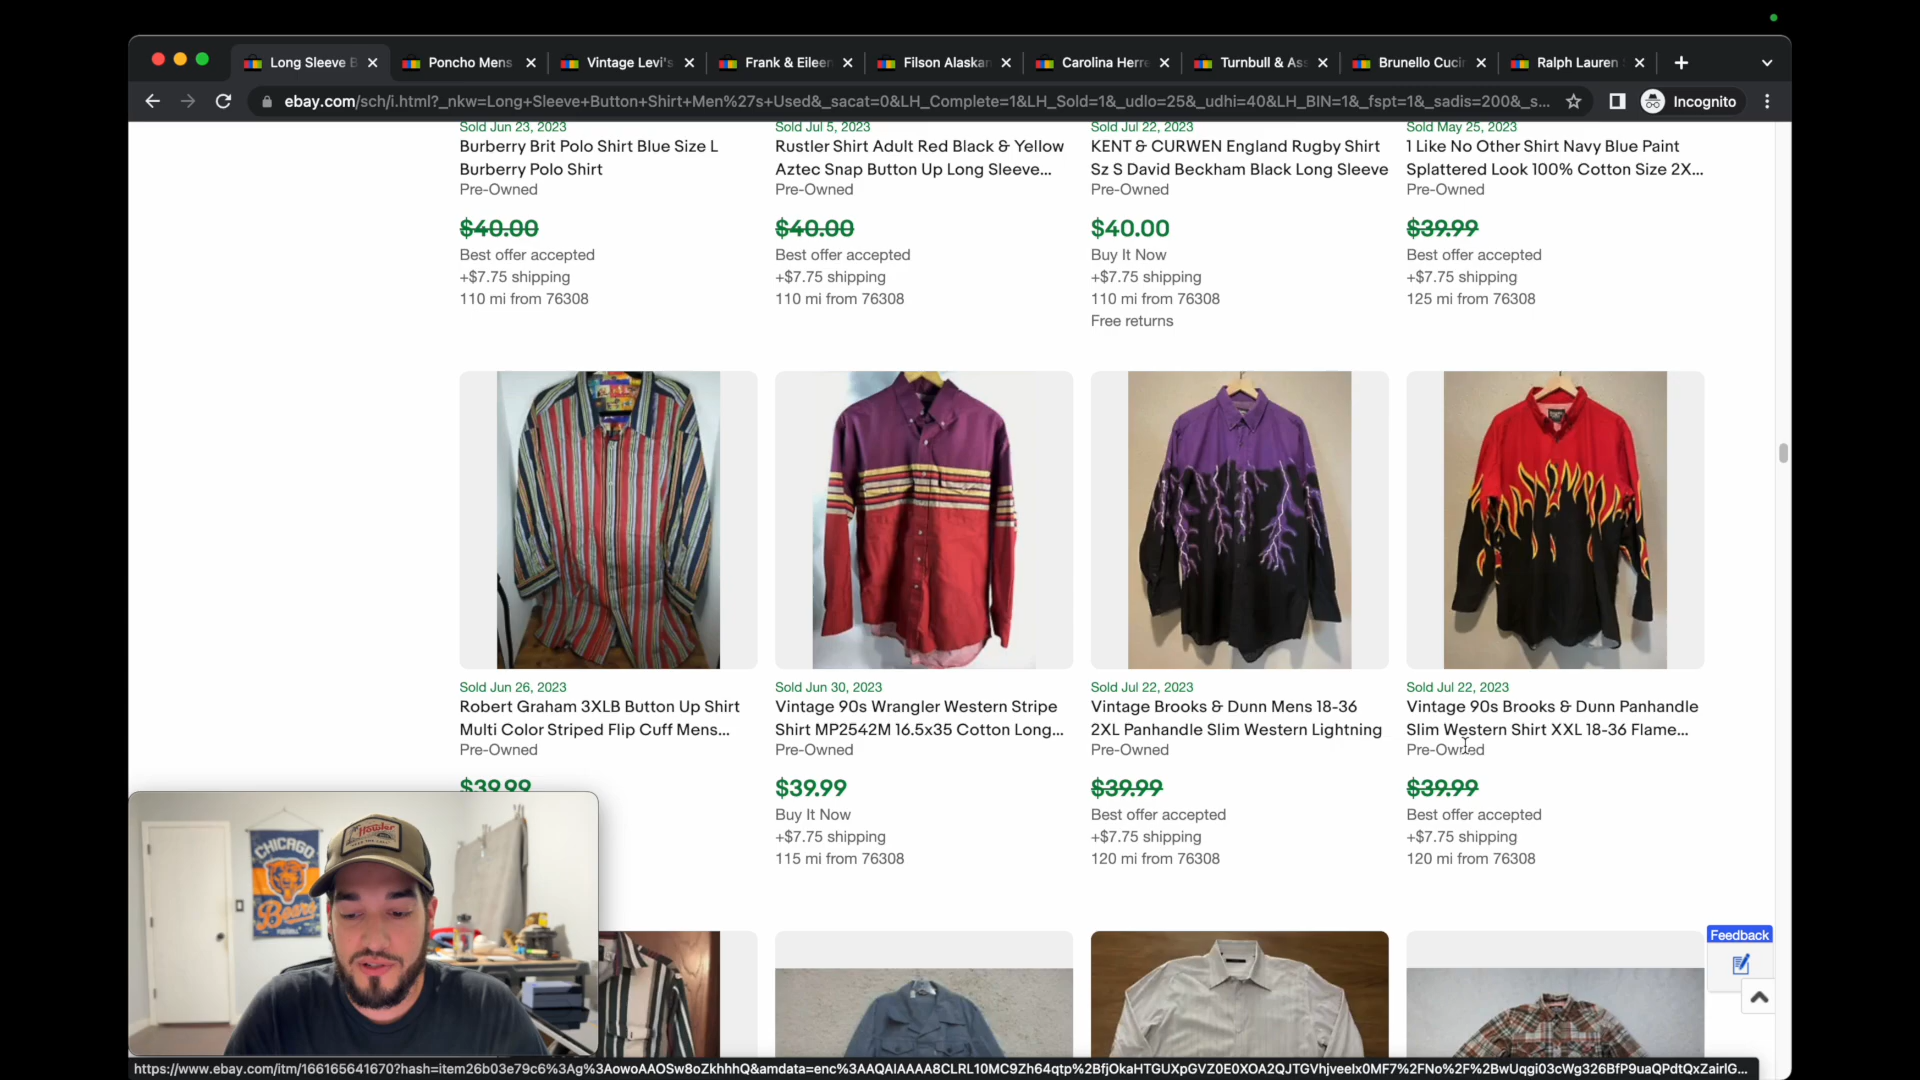 Long Sleeve B
Poncho Mens
Vintage Levi's
Frank & Eileen
Filson Alaskan
Carolina Herre
Turnbull & Ass
Brunello Cucin
Ralph Lauren
ebay.com/sch/i.html?_nkw=Long+Sleeve+Button+Shirt+Men%27s+Used&_sacat=0&LH_Complete=1&LH_Sold=1&_udlo=25&_udhi=40&LH_BIN=1&_fspt=1&_sadis=200&_s...
Incognito
Sold Jun 23, 2023
Burberry Brit Polo Shirt Blue Size L
Burberry Polo Shirt
Pre-Owned
$40.00
Best offer accepted
+$7.75 shipping
110 mi from 76308
Sold Jul 5, 2023
Rustler Shirt Adult Red Black & Yellow
Aztec Snap Button Up Long Sleeve...
Pre-Owned
$40.00
Best offer accepted
+$7.75 shipping
110 mi from 76308
Sold Jul 22, 2023
KENT & CURWEN England Rugby Shirt
Sz S David Beckham Black Long Sleeve
Pre-Owned
$40.00
Buy It Now
+$7.75 shipping
110 mi from 76308
Free returns
Sold May 25, 2023
1 Like No Other Shirt Navy Blue Paint
Splattered Look 100% Cotton Size 2X...
Pre-Owned
$39.99
Best offer accepted
+$7.75 shipping
125 mi from 76308
Sold Jun 26, 2023
Robert Graham 3XLB Button Up Shirt
Multi Color Striped Flip Cuff Mens...
Pre-Owned
$39.99
Sold Jun 30, 2023
Vintage 90s Wrangler Western Stripe
Shirt MP2542M 16.5x35 Cotton Long...
Pre-Owned
$39.99
Buy It Now
+$7.75 shipping
115 mi from 76308
Sold Jul 22, 2023
Vintage Brooks & Dunn Mens 18-36
2XL Panhandle Slim Western Lightning
Pre-Owned
$39.99
Best offer accepted
+$7.75 shipping
120 mi from 76308
Sold Jul 22, 2023
Vintage 90s Brooks & Dunn Panhandle
Slim Western Shirt XXL 18-36 Flame...
Pre-Owned
$39.99
Best offer accepted
+$7.75 shipping
120 mi from 76308
CHICAGO
Bears
Howler
Feedback